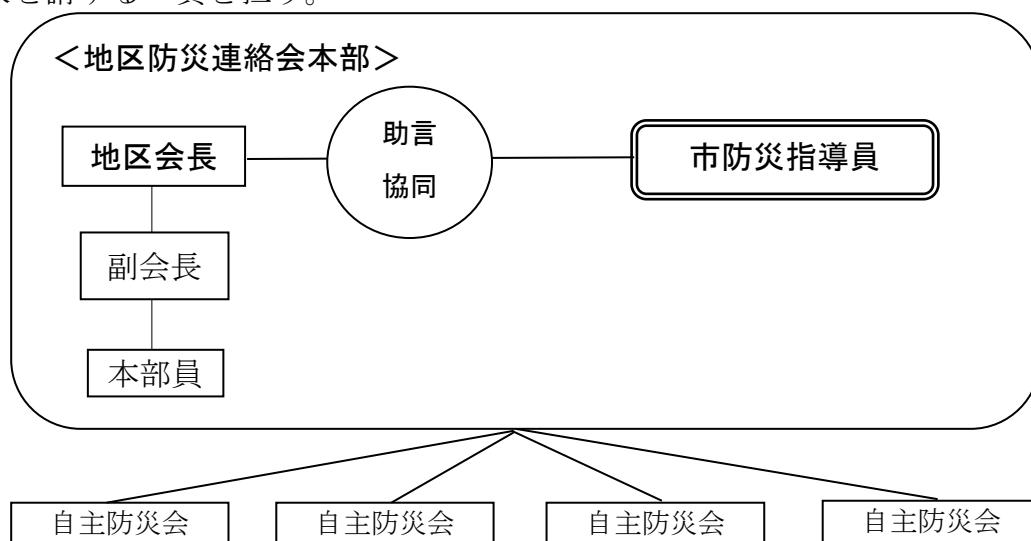 ＜地区防災連絡会本部＞
地区会長
助言
協同
市防災指導員
副会長
本部員
自主防災会
自主防災会
自主防災会
自主防災会